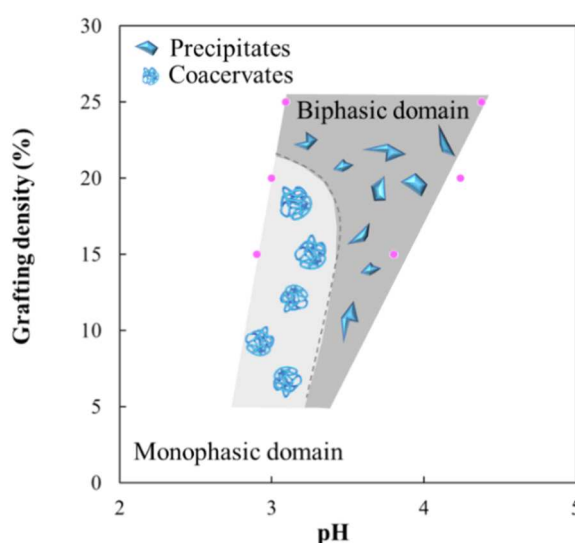 30
Precipitates
Coacervates
25
Biphasic domain
20
15
10
5
Monophasic domain
0
2
3
4
5
pH
Grafting density (%)